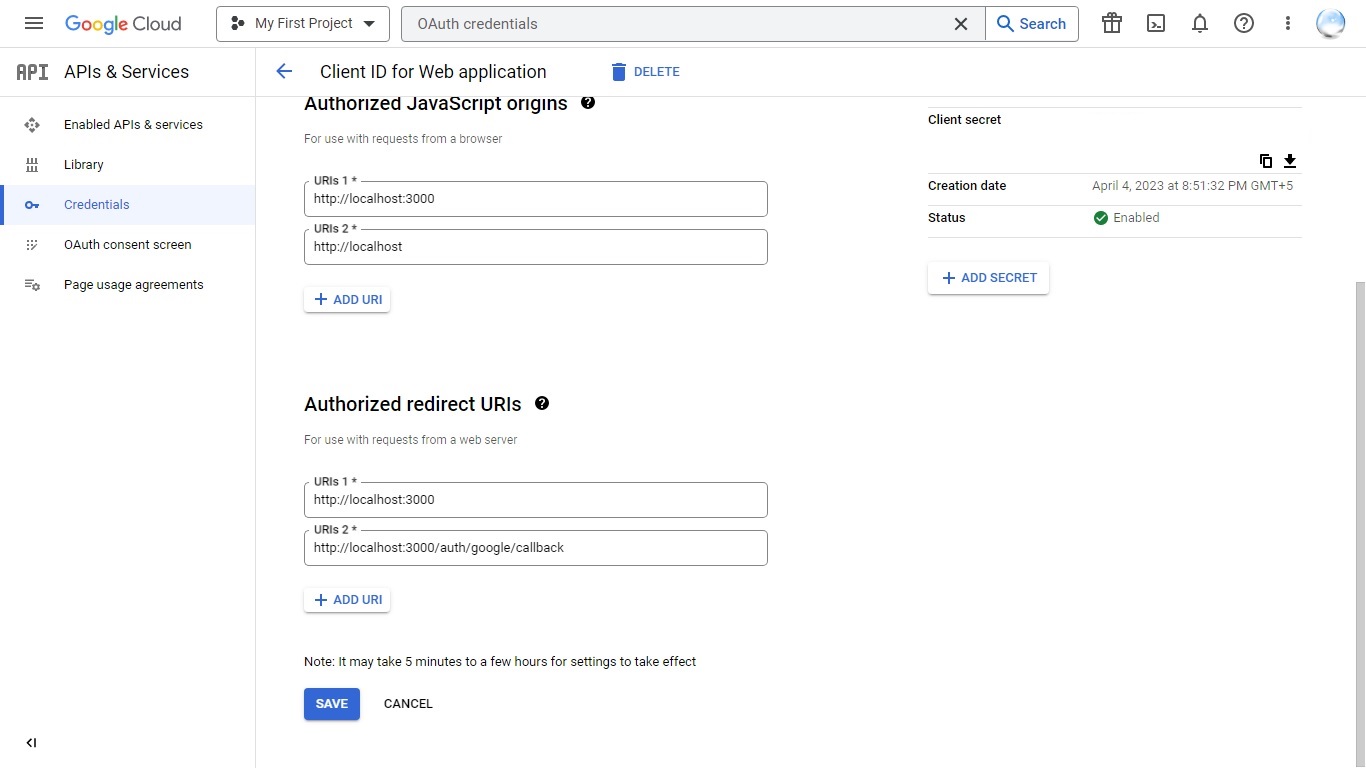 Google Cloud
My First Project
OAuth credentials
Search
API
APIs & Services
Client ID for Web application
DELETE
Enabled APIs & services
Library
Credentials
OAuth consent screen
Page usage agreements
Authorized JavaScript origins
For use with requests from a browser
URIs 1 *
http://localhost:3000
URIs 2 *
http://localhost
ADD URI
Authorized redirect URIs
For use with requests from a web server
URIs 1 *
http://localhost:3000
URIs 2 *
http://localhost:3000/auth/google/callback
ADD URI
Note: It may take 5 minutes to a few hours for settings to take effect
SAVE
CANCEL
Client secret
Creation date
April 4, 2023 at 8:51:32 PM GMT+5
Status
Enabled
ADD SECRET